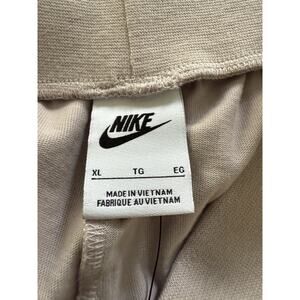 NIKE
XL TG EG
MADE IN VIETNAM
FABRIQUE AU VIETNAM